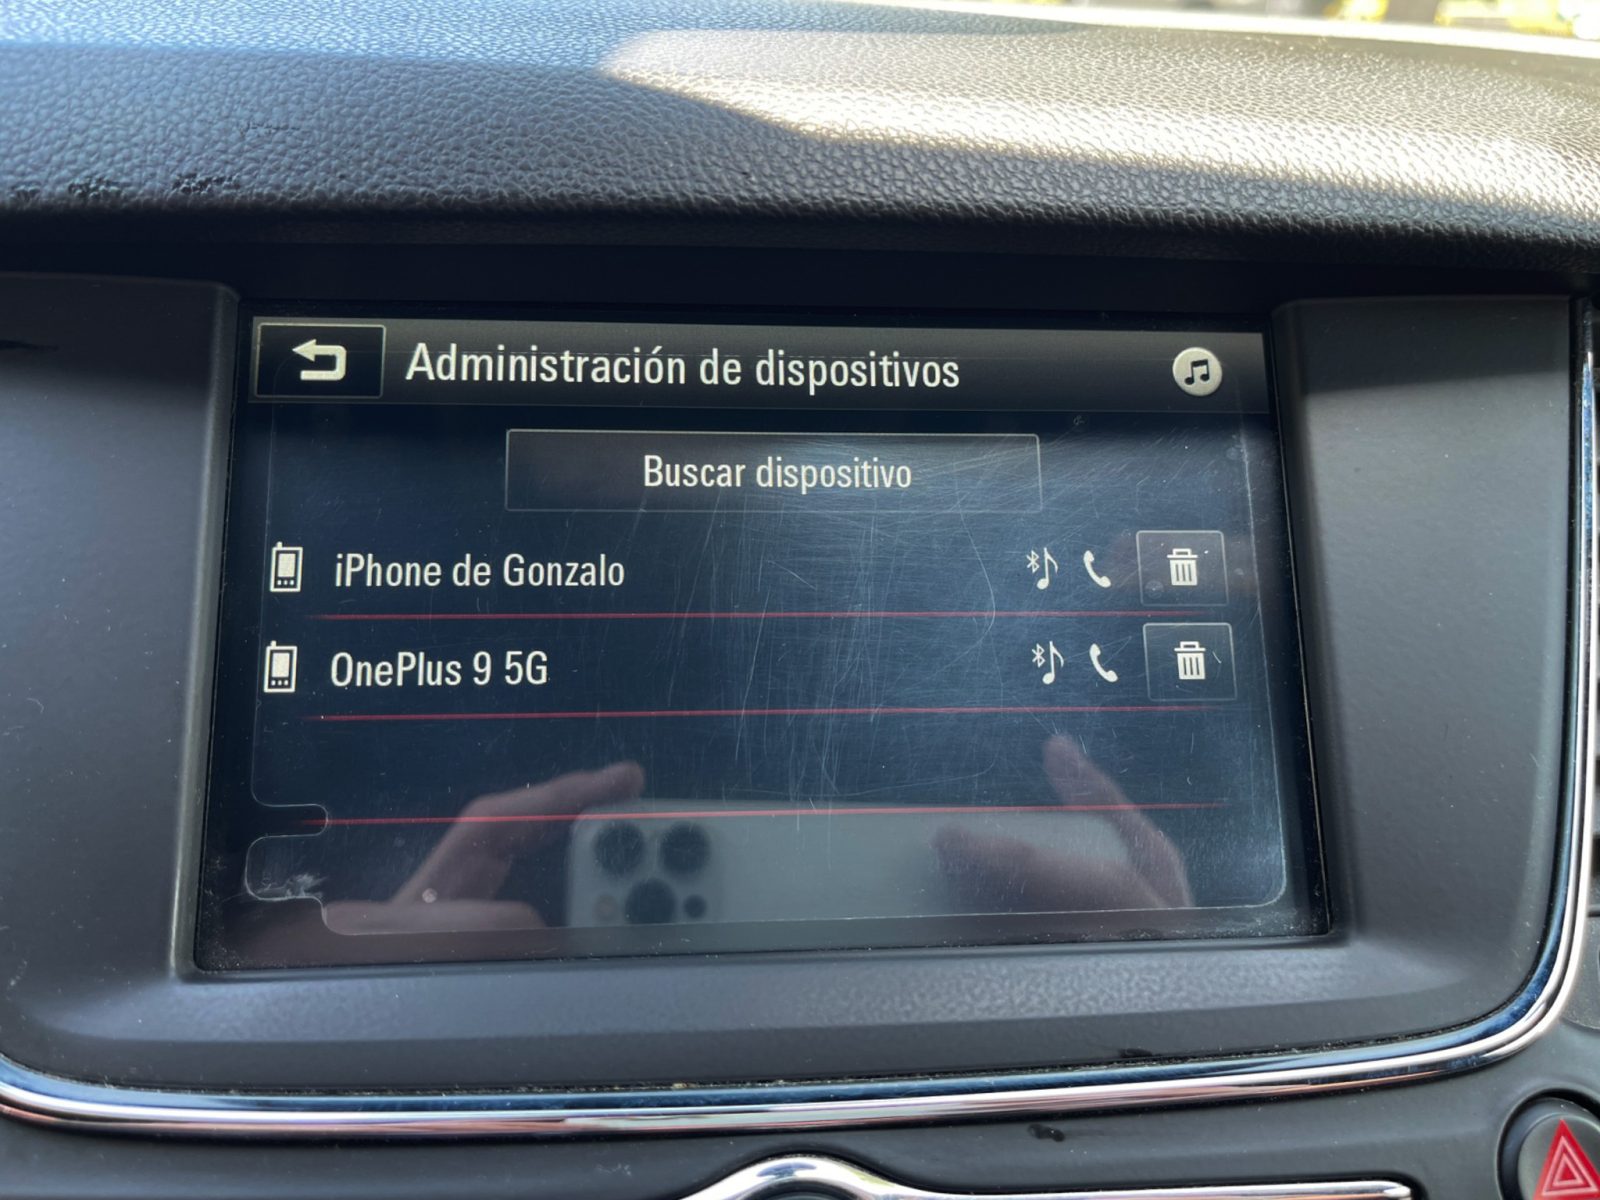 Administración de dispositivos
Buscar dispositivo
iPhone de Gonzalo
OnePlus 9 5G